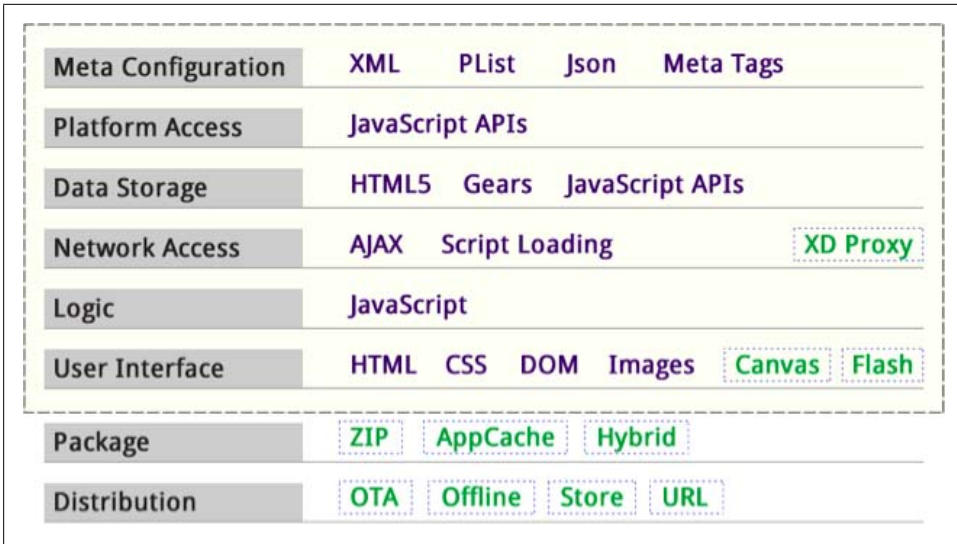 Meta Configuration XML PList Json Meta Tags
Platform Access JavaScript APIs
Data Storage HTML5 Gears JavaScript APIs
Network Access AJAX Script Loading XD Proxy
Logic JavaScript
User Interface HTML CSS DOM Images Canvas Flash
Package ZIP AppCache Hybrid
Distribution OTA Offline Store URL